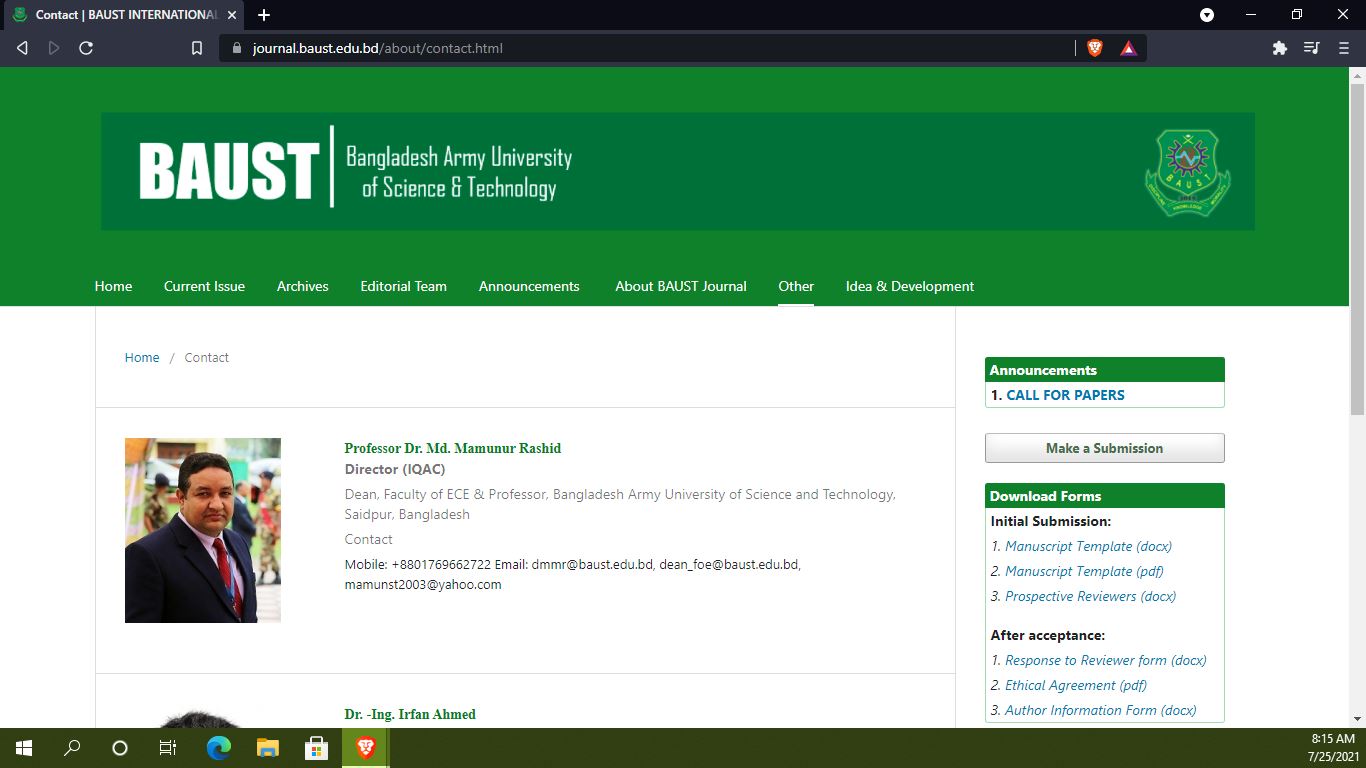 Contact | BAUST INTERNATIONAL
journal.baust.edu.bd/about/contact.html
BAUST
Bangladesh Army University
of Science & Technology
BAUST
Home
Current Issue
Archives
Editorial Team
Announcements
About BAUST Journal
Other
Idea & Development
Home / Contact
Professor Dr. Md. Mamunur Rashid
Director (IQAC)
Dean, Faculty of ECE & Professor, Bangladesh Army University of Science and Technology,
Saidpur, Bangladesh
Contact
Mobile: +8801769662722 Email: dmmr@baust.edu.bd, dean_foe@baust.edu.bd,
mamunst2003@yahoo.com
Dr. -Ing. Irfan Ahmed
Announcements
1. CALL FOR PAPERS
Make a Submission
Download Forms
Initial Submission:
1. Manuscript Template (docx)
2. Manuscript Template (pdf)
3. Prospective Reviewers (docx)
After acceptance:
1. Response to Reviewer form (docx)
2. Ethical Agreement (pdf)
3. Author Information Form (docx)
8:15 AM
7/25/2021